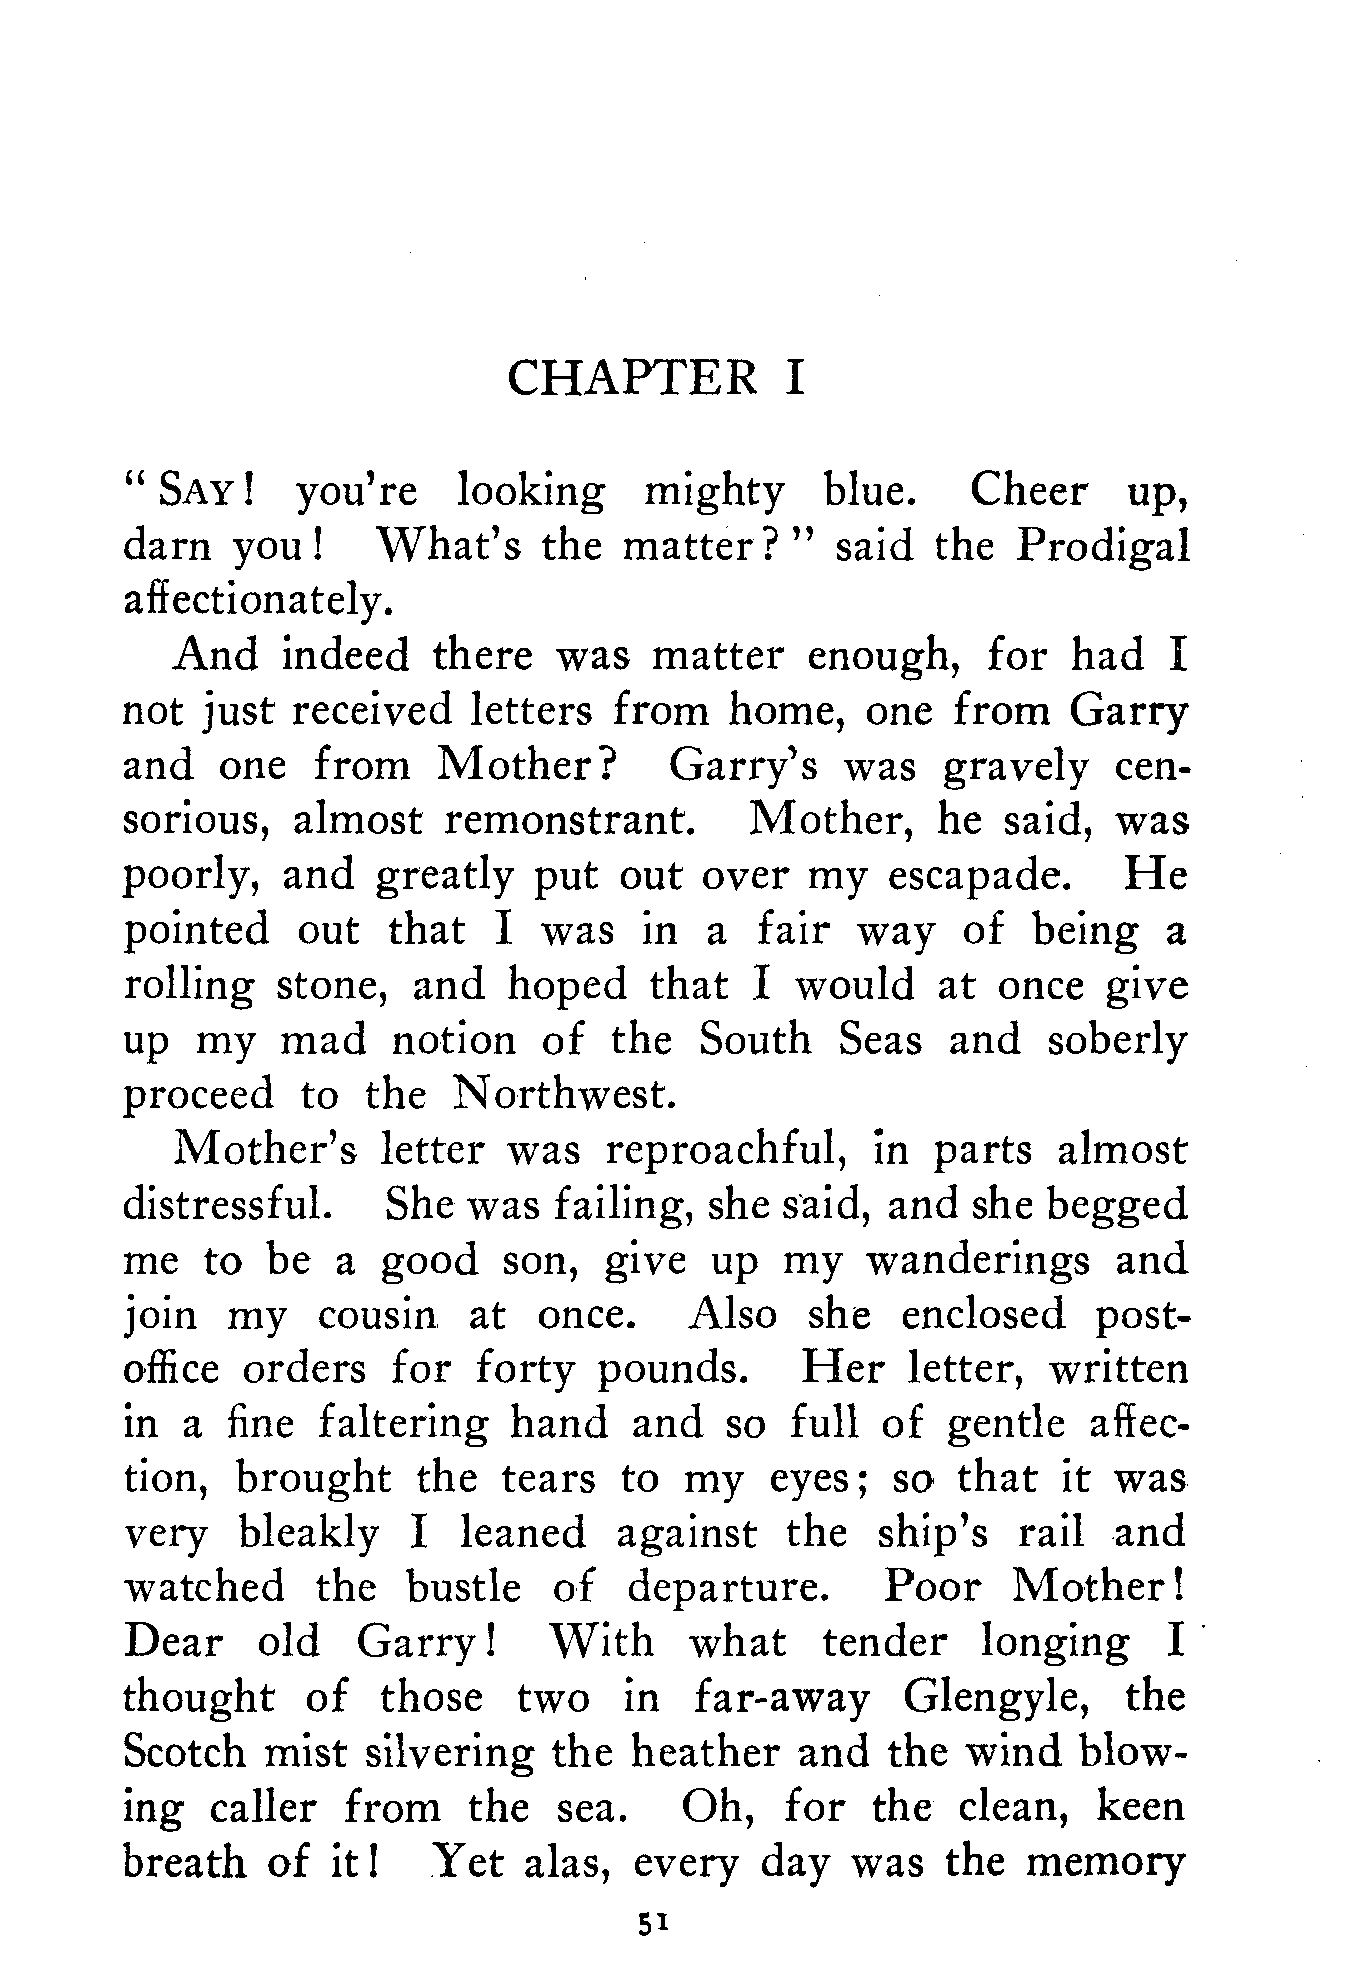 CHAPTER I
“ SAY! you're looking mighty blue. Cheer up,
darn you! What's the matter?” said the Prodigal
affectionately.
And indeed there was matter enough, for had I
not just received letters from home, one from Garry
and one from Mother? Garry's was gravely cen-
sorious, almost remonstrant. Mother, he said, was
poorly, and greatly put out over my escapade. He
pointed out that I was in a fair way of being a
rolling stone, and hoped that I would at once give
up my mad notion of the South Seas and soberly
proceed to the Northwest.
Mother's letter was reproachful, in parts almost
distressful. She was failing, she said, and she begged
me to be a good son, give up my wanderings and
join my cousin at once. Also she enclosed post-
office orders for forty pounds. Her letter, written
in a fine faltering hand and so full of gentle affec-
tion, brought the tears to my eyes; so that it was
very bleakly I leaned against the ship's rail and
watched the bustle of departure. Poor Mother!
Dear old Garry! With what tender longing I
thought of those two in far-away Glengyle, the
Scotch mist silvering the heather and the wind blow-
ing caller from the sea. Oh, for the clean, keen
breath of it! Yet alas, every day was the memory
51